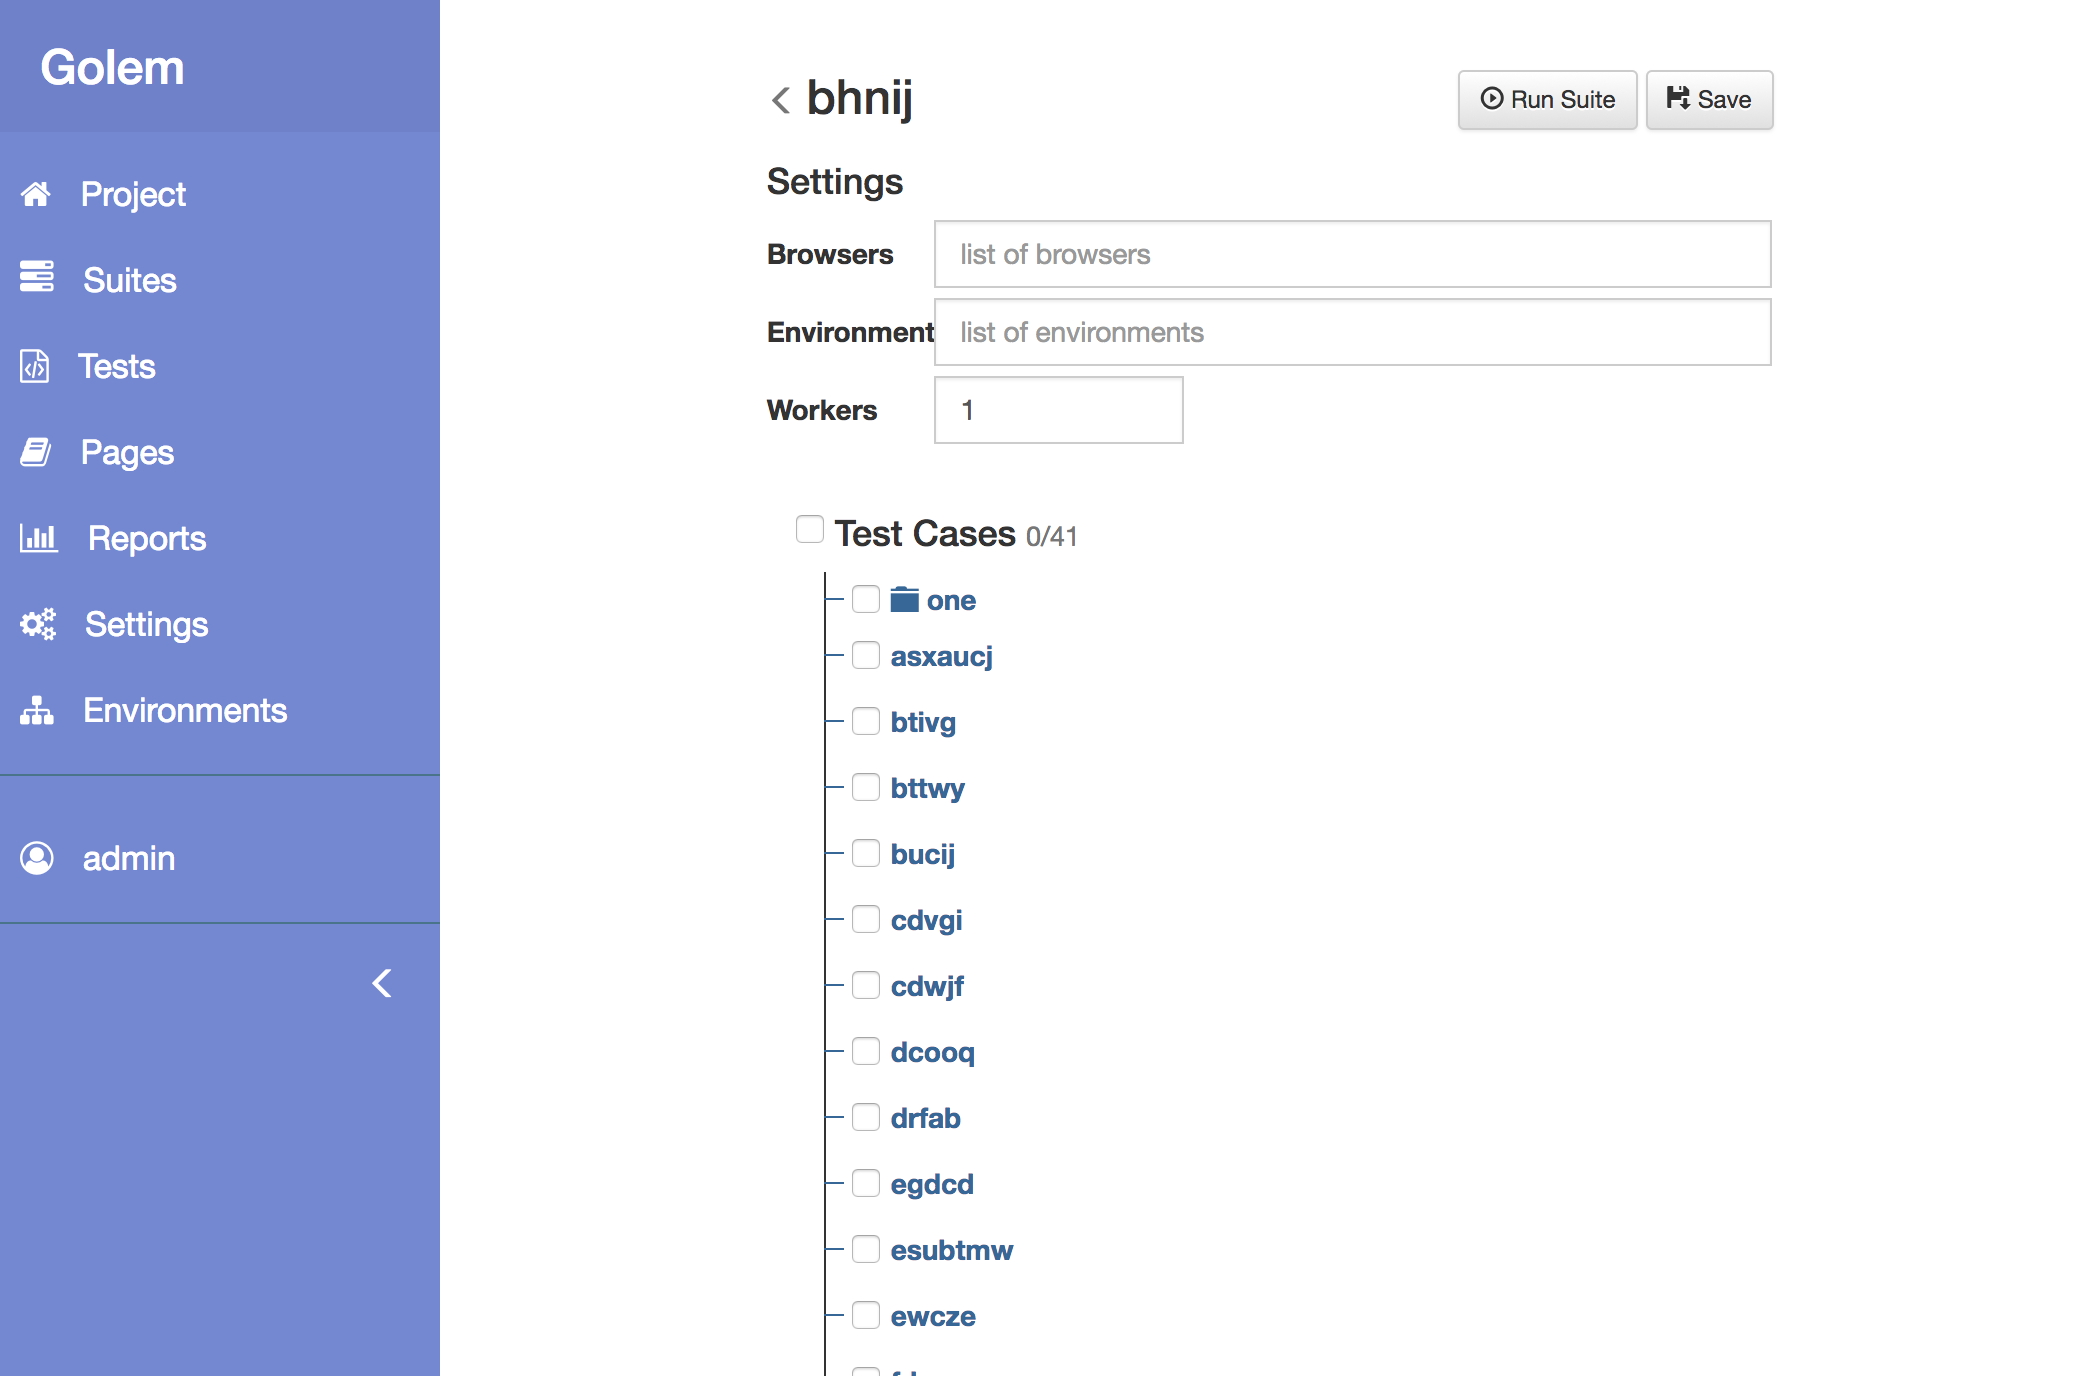 Golem
Project
Suites
Tests
Pages
Reports
Settings
Environments
admin
bhnij
Run Suite
Save
Settings
Browsers
list of browsers
Environment
list of environments
Workers
1
Test Cases 0/41
one
asxaucj
btivg
bttwy
bucij
cdvgi
cdwjf
dcooq
drfab
egdcd
esubtmw
ewcze